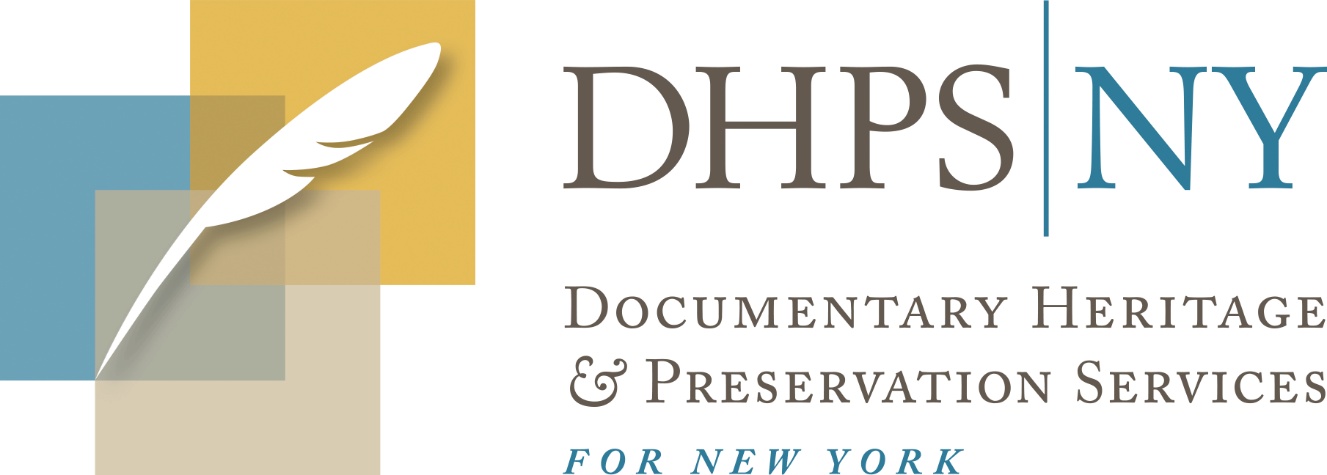 DHPS|NY
DOCUMENTARY HERITAGE
& PRESERVATION SERVICES
FOR NEW YORK